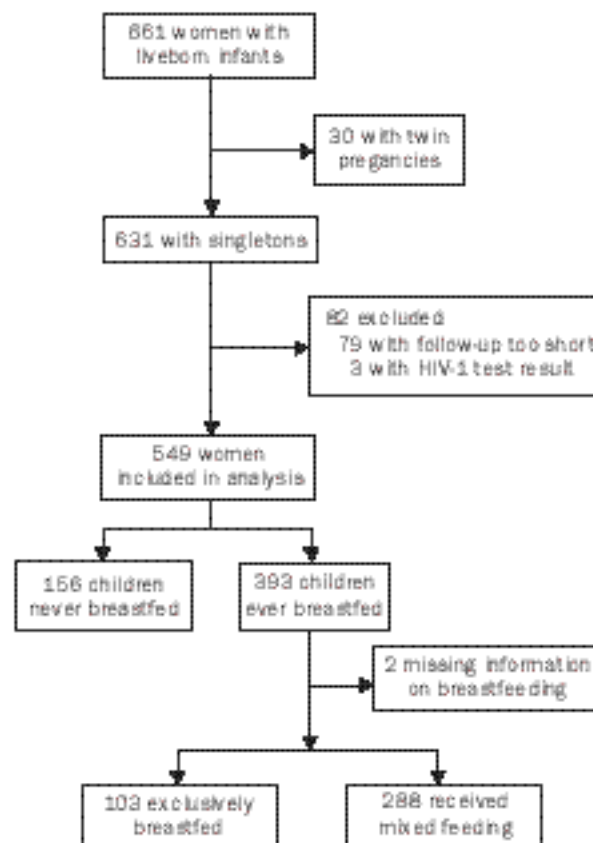 661 women with
liveborn infants
30 with twin
pregancies
631 with singletons
82 excluded
79 with follow-up too short
3 with HIV-1 test result
549 women
included in analysis
156 children
never breastfed
393 children
ever breastfed
2 missing information
on breastfeeding
103 exclusively
breastfed
288 received
mixed feeding